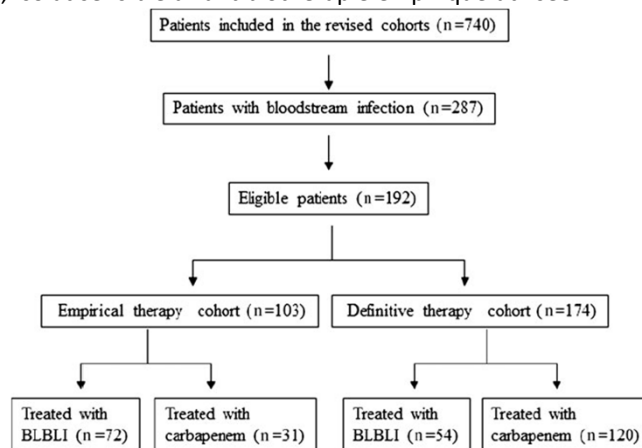 Patients included in the revised cohorts (n=740)
Patients with bloodstream infection (n=287)
Eligible patients (n=192)
Empirical therapy cohort (n=103)
Definitive therapy cohort (n=174)
Treated with
BLBLI (n=72)
Treated with
carbapenem (n=31)
Treated with
BLBLI (n=54)
Treated with
carbapenem (n=120)